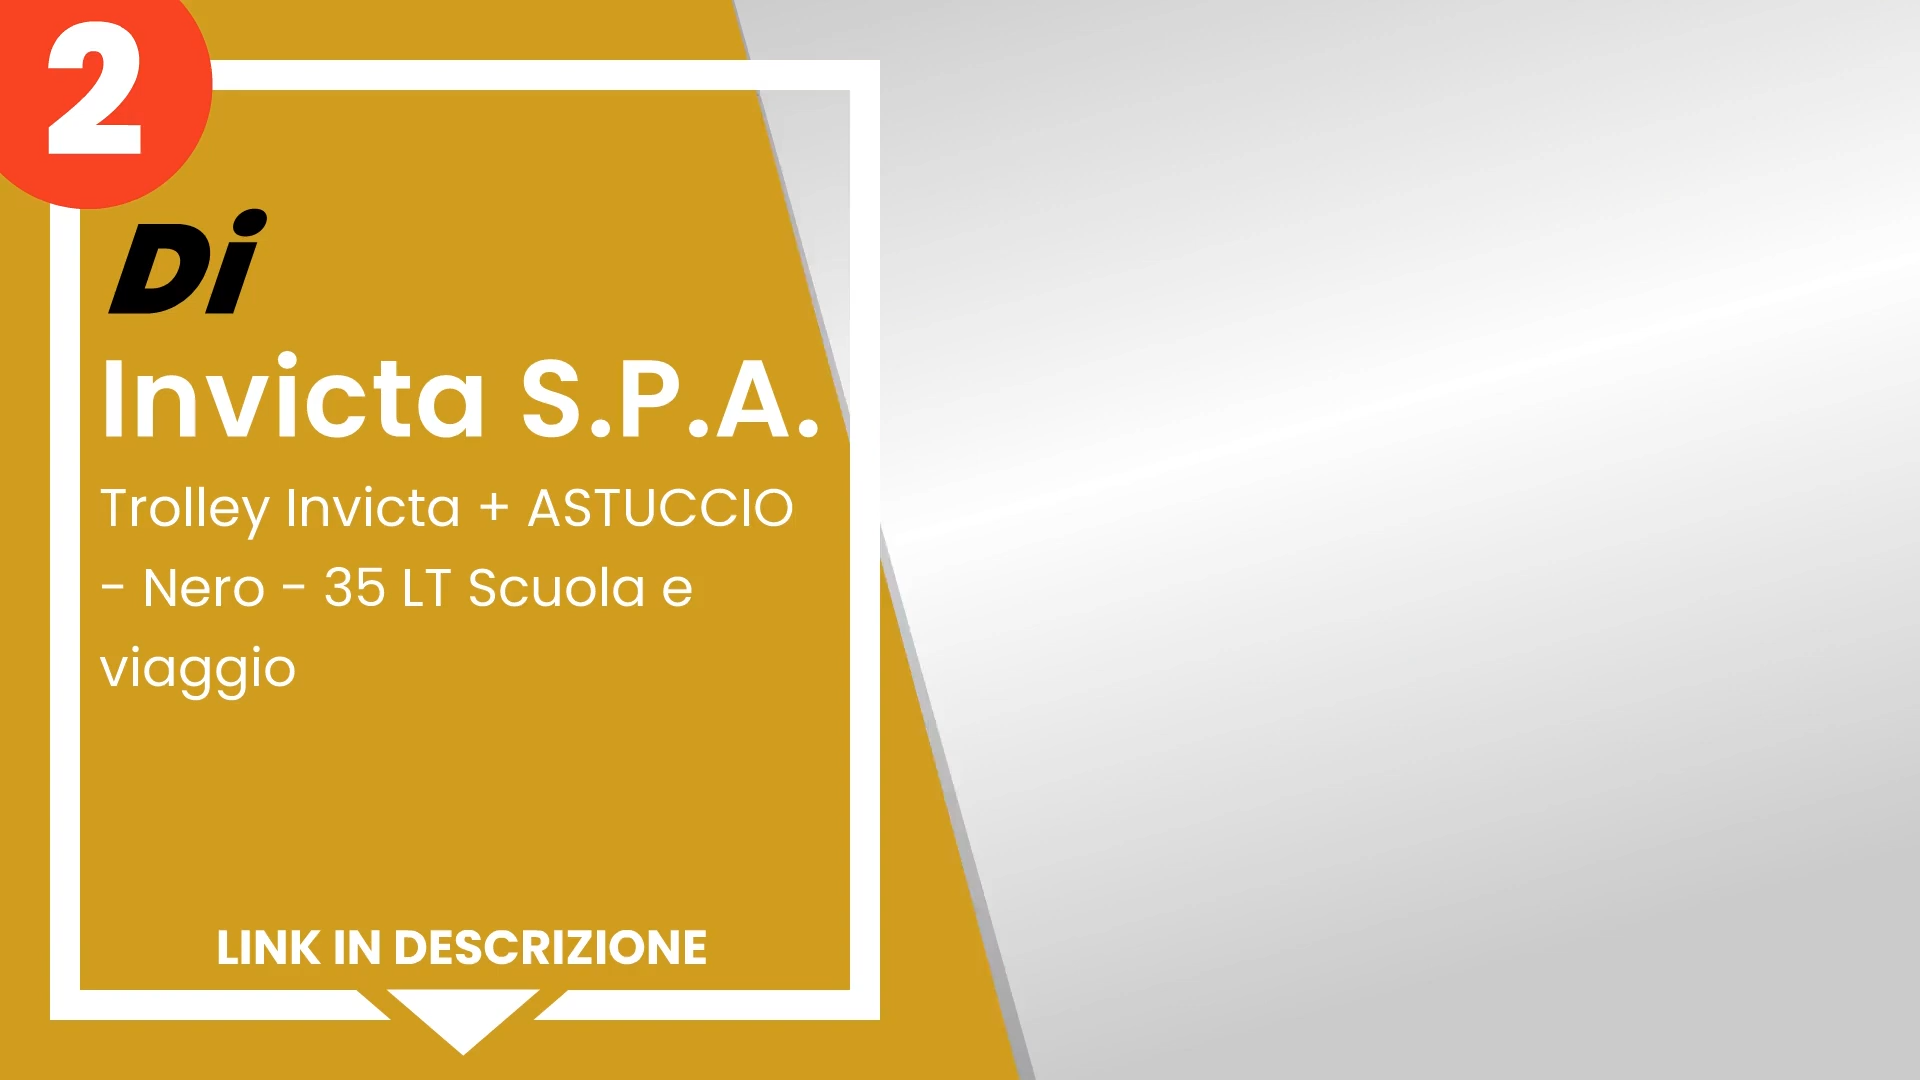 2
Di
Invicta S.P.A.
Trolley Invicta + ASTUCCIO
- Nero - 35 LT Scuola e
viaggio
LINK IN DESCRIZIONE